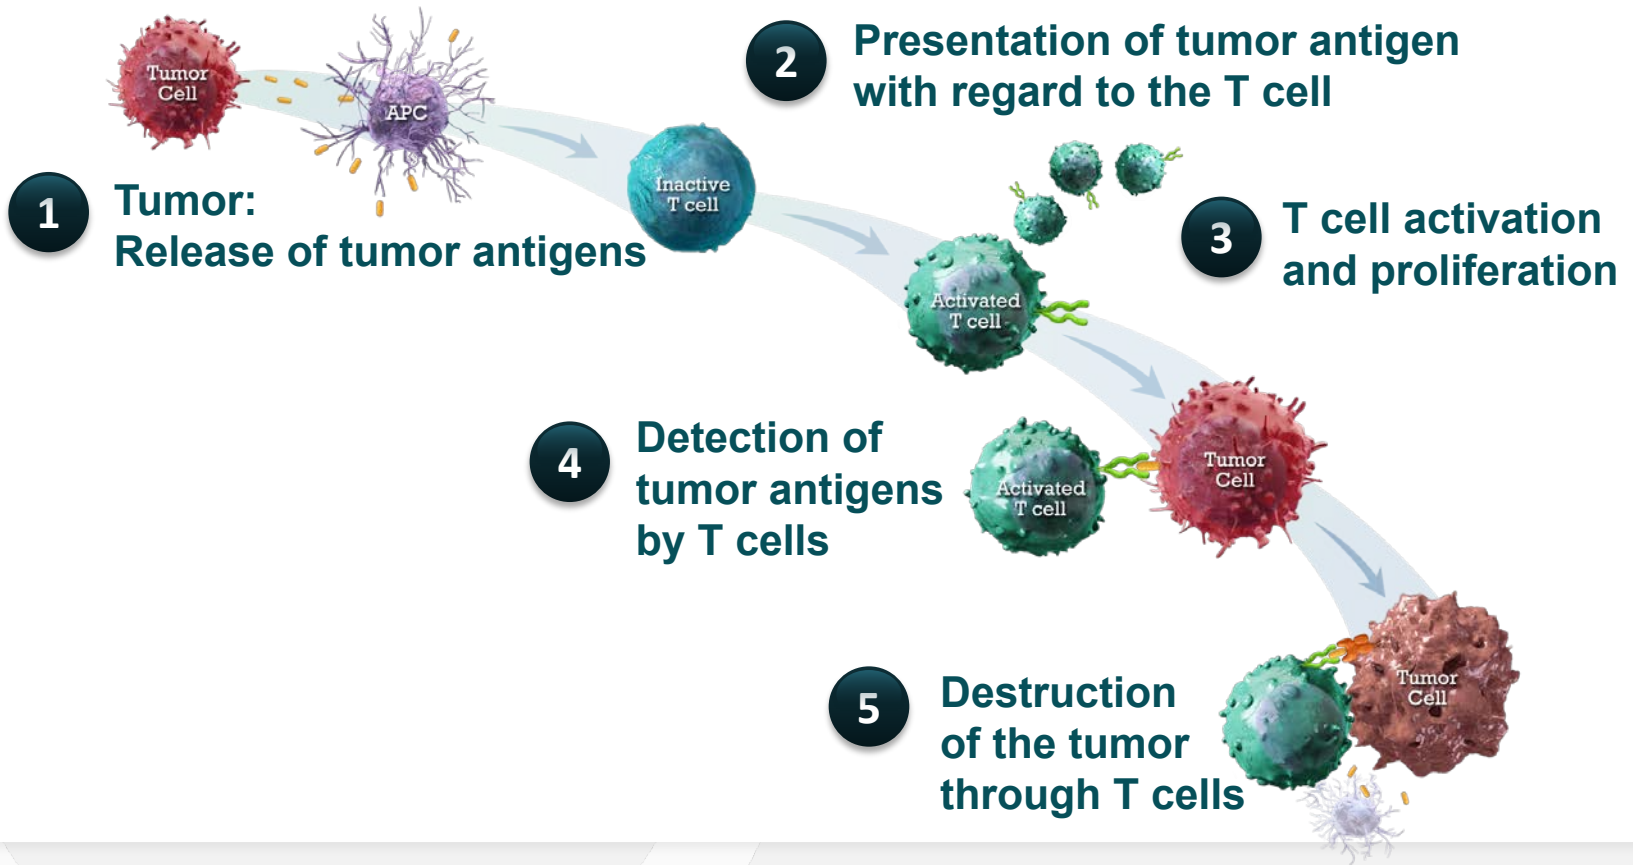 Tumor
Cell
APC
1
Tumor:
Release of tumor antigens
2
Presentation of tumor antigen
with regard to the T cell
Inactive
T cell
3
T cell activation
and proliferation
Activated
T cell
4
Detection of
tumor antigens
by T cells
Activated
T cell
Tumor
Cell
5
Destruction
of the tumor
through T cells
Tumor
Cell